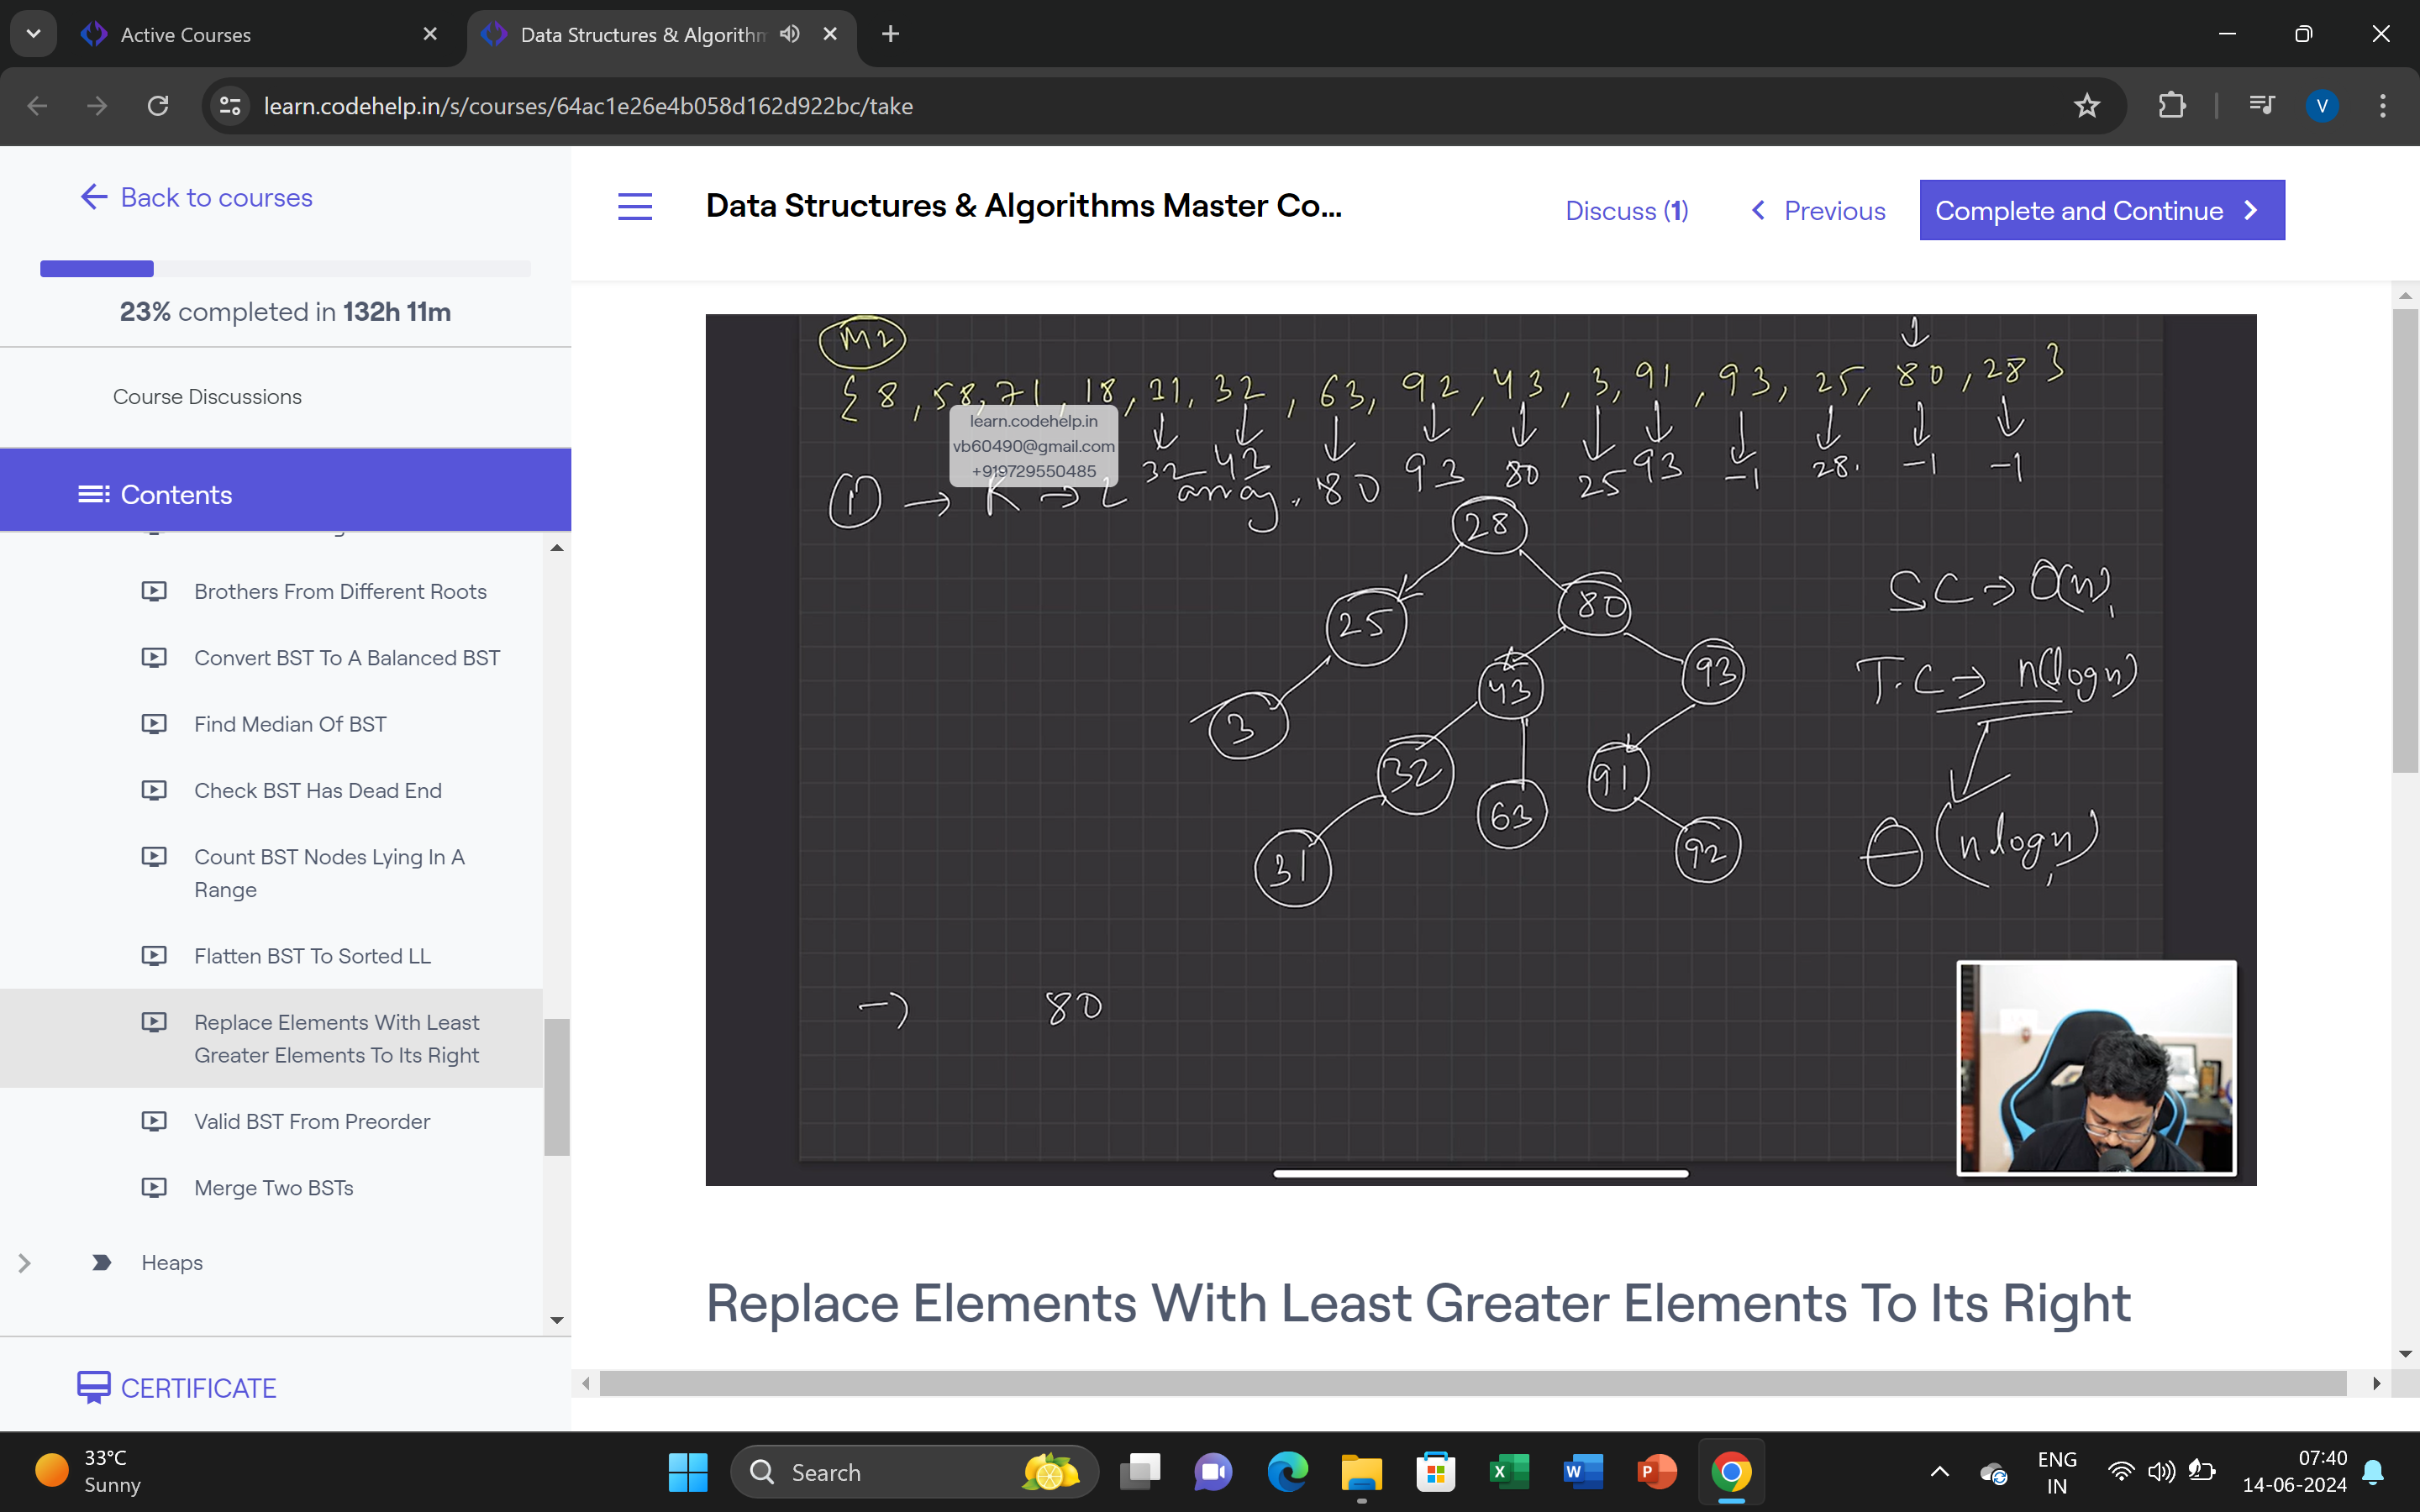 Active Courses
Data Structures & Algorithm
learn.codehelp.in/s/courses/64ac1e26e4b058d162d922bc/take
V
Back to courses
23% completed in 132h 11m
Course Discussions
Contents
Brothers From Different Roots
Convert BST To A Balanced BST
Find Median Of BST
Check BST Has Dead End
Count BST Nodes Lying In A
Range
Flatten BST To Sorted LL
Replace Elements With Least
Greater Elements To Its Right
Valid BST From Preorder
Merge Two BSTs
Heaps
CERTIFICATE
Data Structures & Algorithms Master Co...
Discuss (1)
Previous
Complete and Continue
M2
{ 8, 58, 71, 18, 31, 32, 63, 92, 43, 3, 91, 93, 25, 80, 28 }
learn.codehelp.in
vb60490@gmail.com
+919729550485
32 43 80 93 80 25 93 -1 28. -1 -1
① → R → L array.
28
25 80
3 43 93
32 63 91
31 92
SC → O(n),
T.C → n(logn)
⊖(nlogn)
→ 80
Replace Elements With Least Greater Elements To Its Right
33°C
Sunny
Search
ENG
IN
07:40
14-06-2024